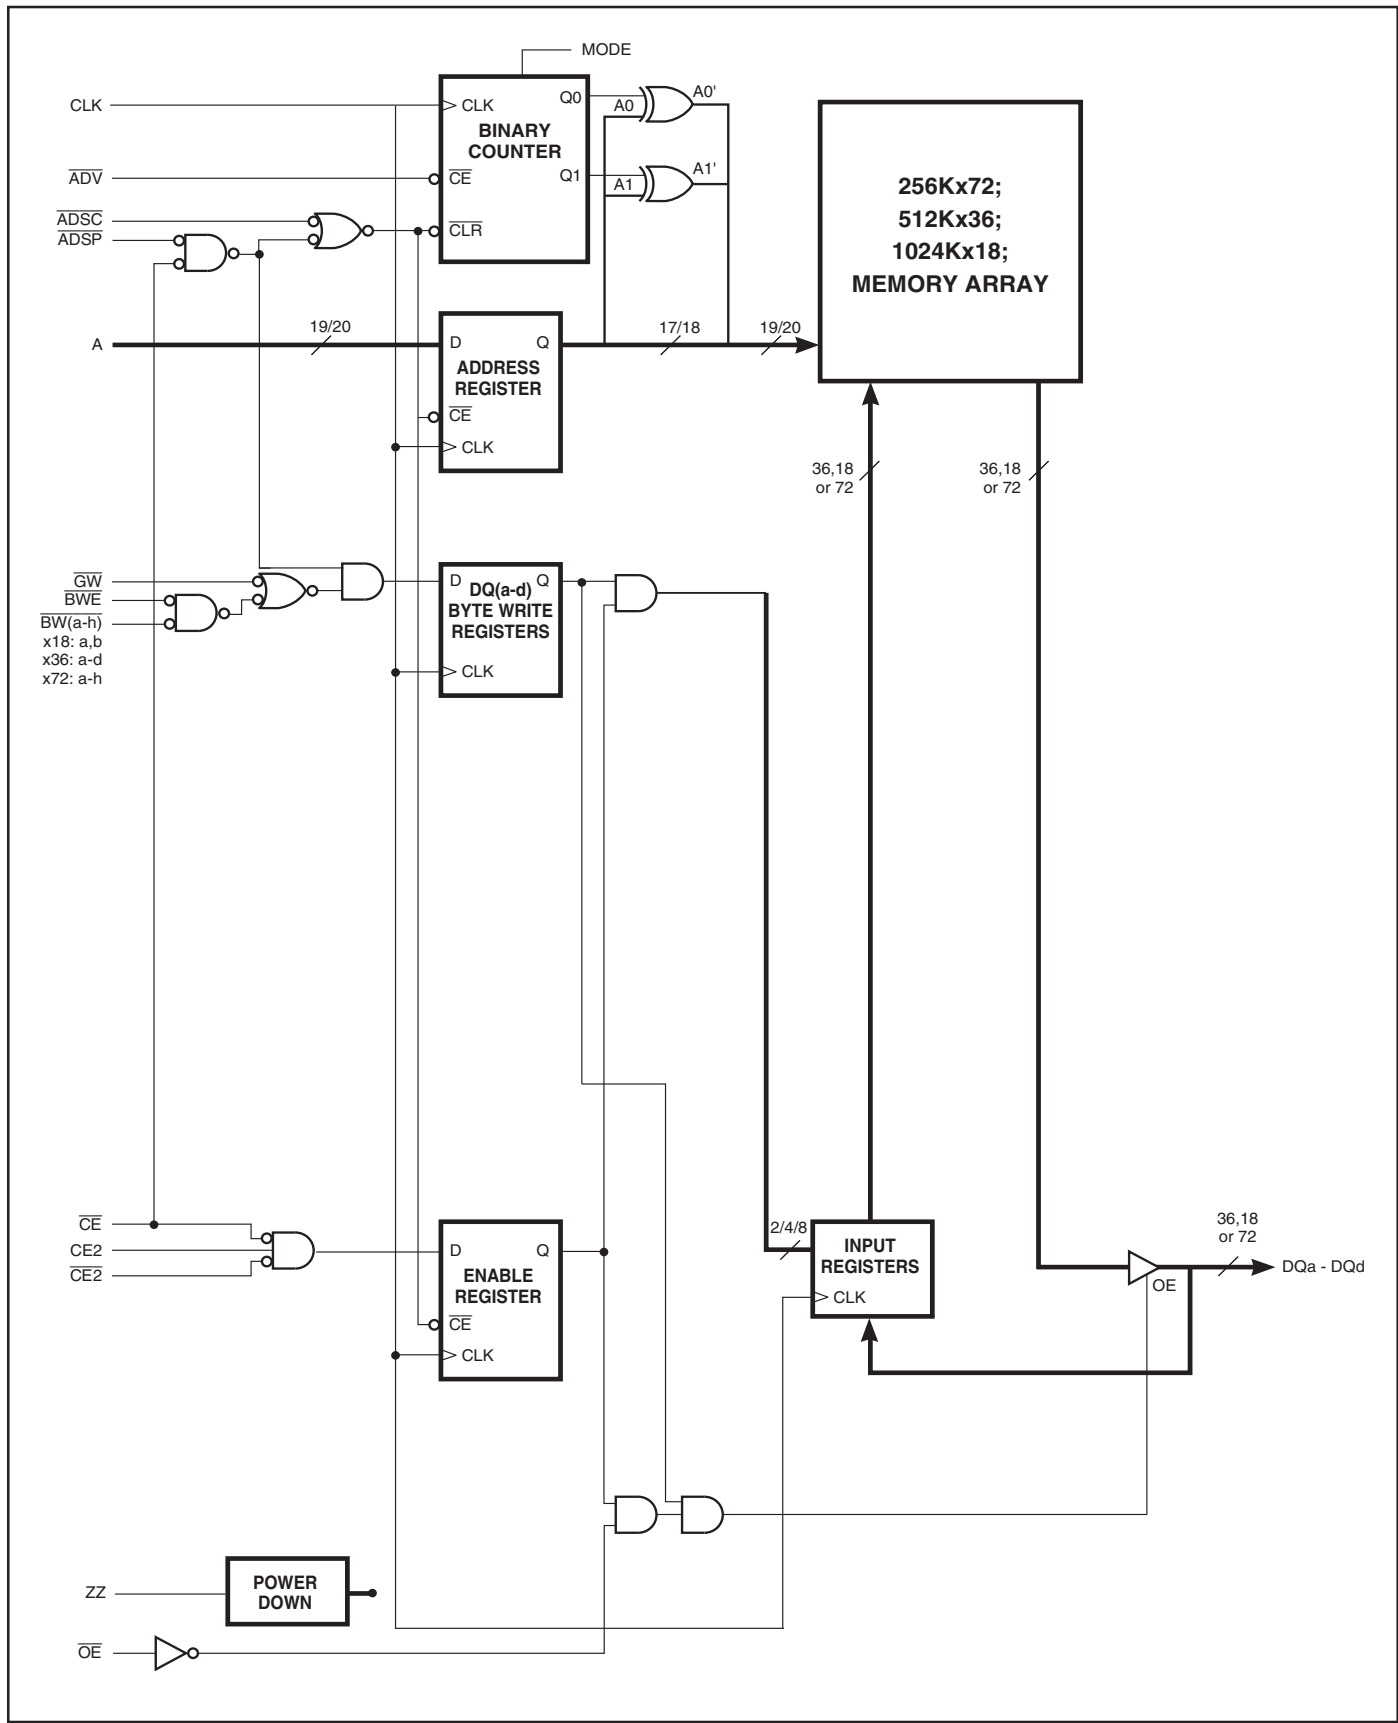 MODE
CLK
CLK
Q0
A0
A0'
BINARY
COUNTER
ADV
CE
Q1
A1
A1'
ADSC
ADSP
CLR
256Kx72;
512Kx36;
1024Kx18;
MEMORY ARRAY
A
19/20
D
Q
17/18
19/20
ADDRESS
REGISTER
CE
CLK
36,18
or 72
36,18
or 72
GW
BWE
BW(a-h)
x18: a,b
x36: a-d
x72: a-h
D
Q
DQ(a-d)
BYTE WRITE
REGISTERS
CLK
CE
CE2
CE2
D
Q
ENABLE
REGISTER
CE
CLK
2/4/8
INPUT
REGISTERS
CLK
36,18
or 72
OE
DQa - DQd
ZZ
POWER
DOWN
OE